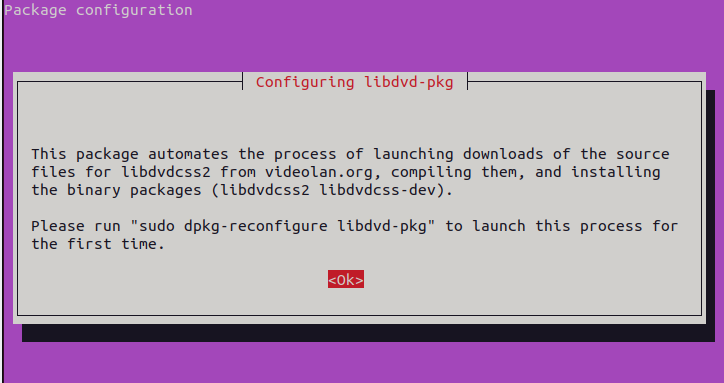 Package configuration
Configuring libdvd-pkg
This package automates the process of launching downloads of the source
files for libdvdcss2 from videolan.org, compiling them, and installing
the binary packages (libdvdcss2 libdvdcss-dev).
Please run "sudo dpkg-reconfigure libdvd-pkg" to launch this process for
the first time.
<Ok>